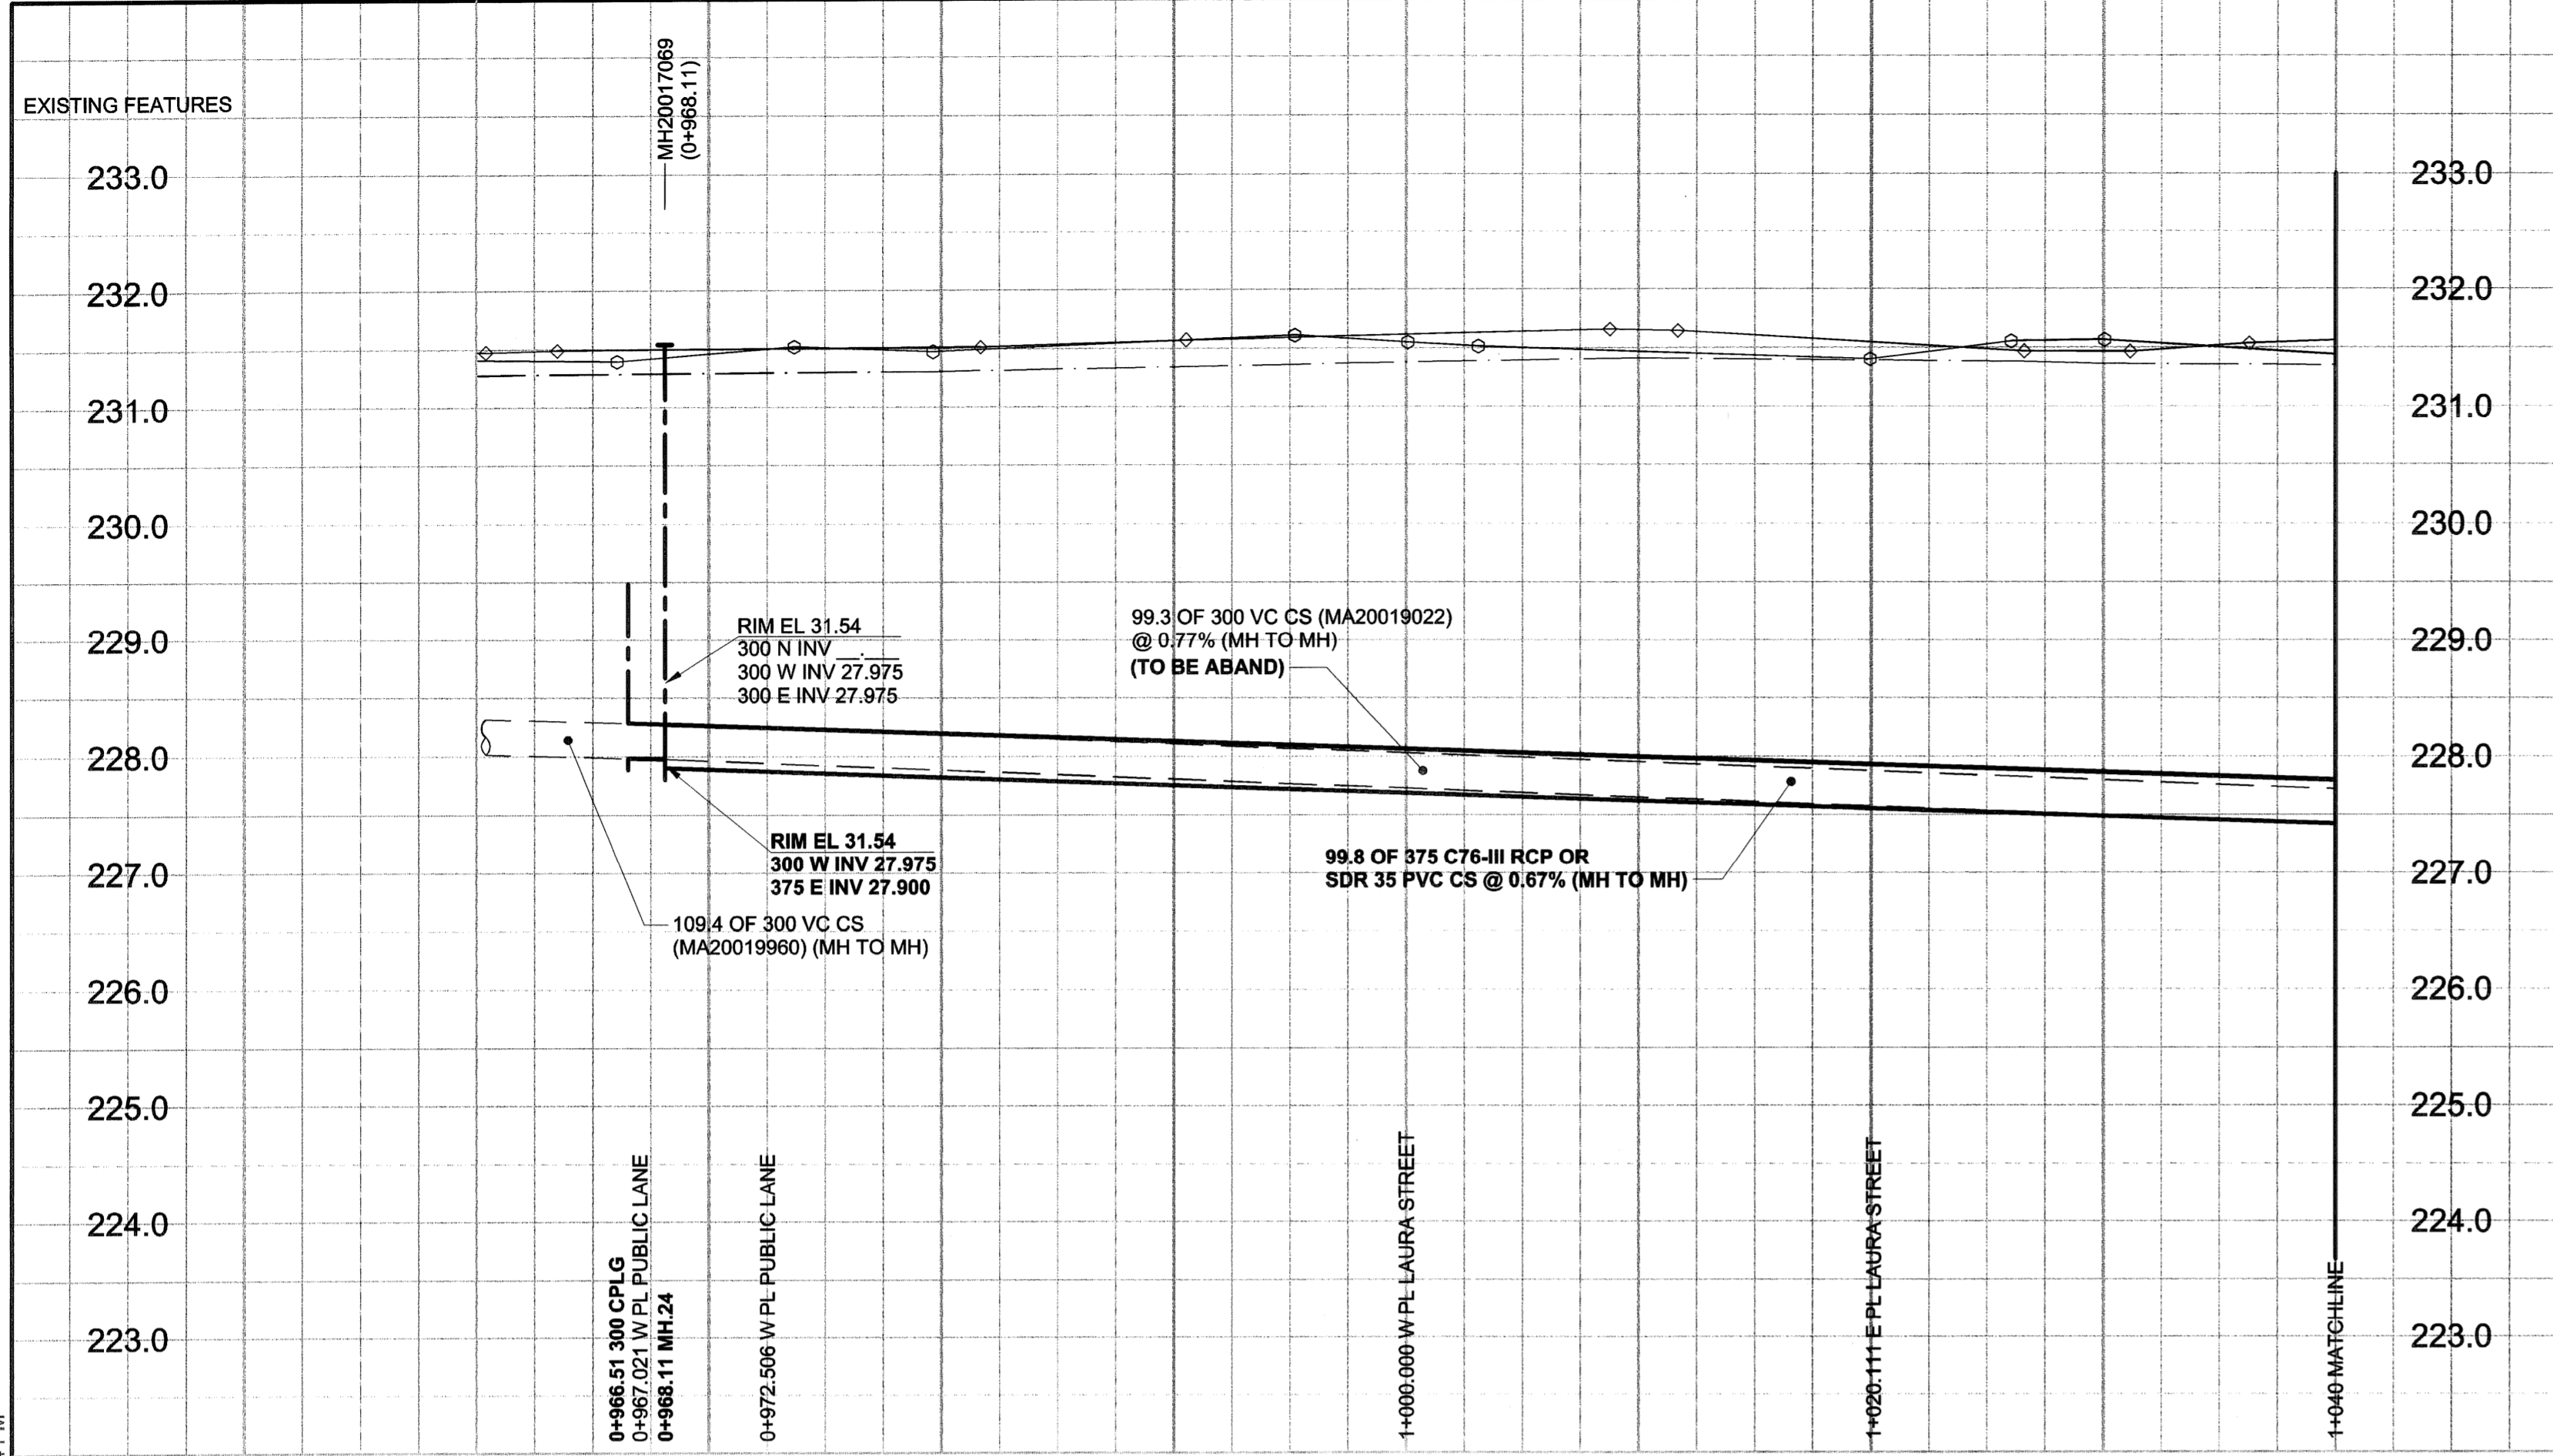 MH20017069
(0+968.11)
EXISTING FEATURES
233.0
233.0
232.0
232.0
231.0
231.0
230.0
230.0
229.0
229.0
228.0
228.0
227.0
227.0
226.0
226.0
225.0
225.0
224.0
224.0
223.0
223.0
RIM EL 31.54
300 N INV __.___
300 W INV 27.975
300 E INV 27.975
99.3 OF 300 VC CS (MA20019022)
@ 0.77% (MH TO MH)
(TO BE ABAND)
RIM EL 31.54
300 W INV 27.975
375 E INV 27.900
109.4 OF 300 VC CS
(MA20019960) (MH TO MH)
99.8 OF 375 C76-III RCP OR
SDR 35 PVC CS @ 0.67% (MH TO MH)
0+966.51 300 CPLG
0+967.021 W PL PUBLIC LANE
0+968.11 MH.24
0+972.506 W PL PUBLIC LANE
1+000.000 W PL LAURA STREET
1+020.111 E PL LAURA STREET
1+040 MATCHLINE